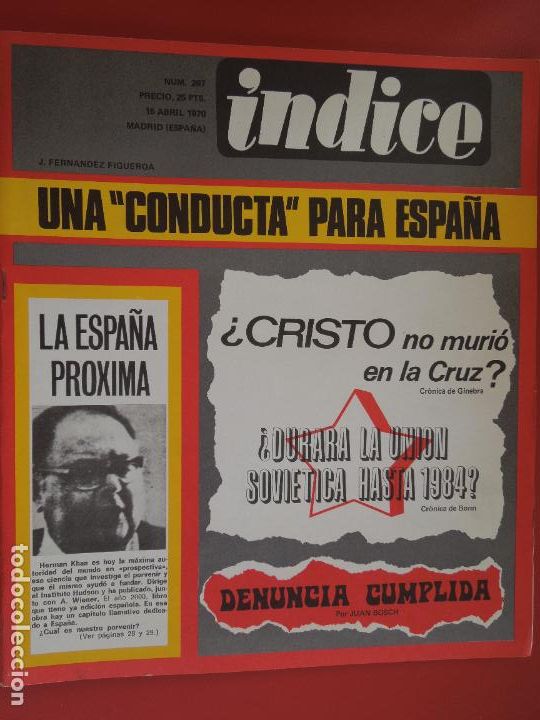 NUM. 267
PRECIO, 25 PTS.
15 ABRIL 1970
MADRID (ESPAÑA)
J. FERNANDEZ FIGUEROA
indice
UNA "CONDUCTA" PARA ESPAÑA
LA ESPAÑA
PROXIMA
Herman Khan es hoy la máxima au-
toridad del mundo en «prospectiva»,
esa ciencia que investiga el porvenir y
que él mismo ayudó a fundar. Dirige
el Instituto Hudson y ha publicado, jun-
to con A. Wiener, El año 2000, libro
que tiene ya edición española. En esa
obra hay un capítulo llamativo dedica-
do a España.
¿Cuál es nuestro porvenir?
(Ver páginas 28 y 29.)
¿CRISTO no murió
en la Cruz?
Crónica de Ginebra
¿DURARA LA UNION
SOVIETICA HASTA 1984?
Crónica de Bonn
DENUNCIA CUMPLIDA
Por JUAN BOSCH
todocoleccion